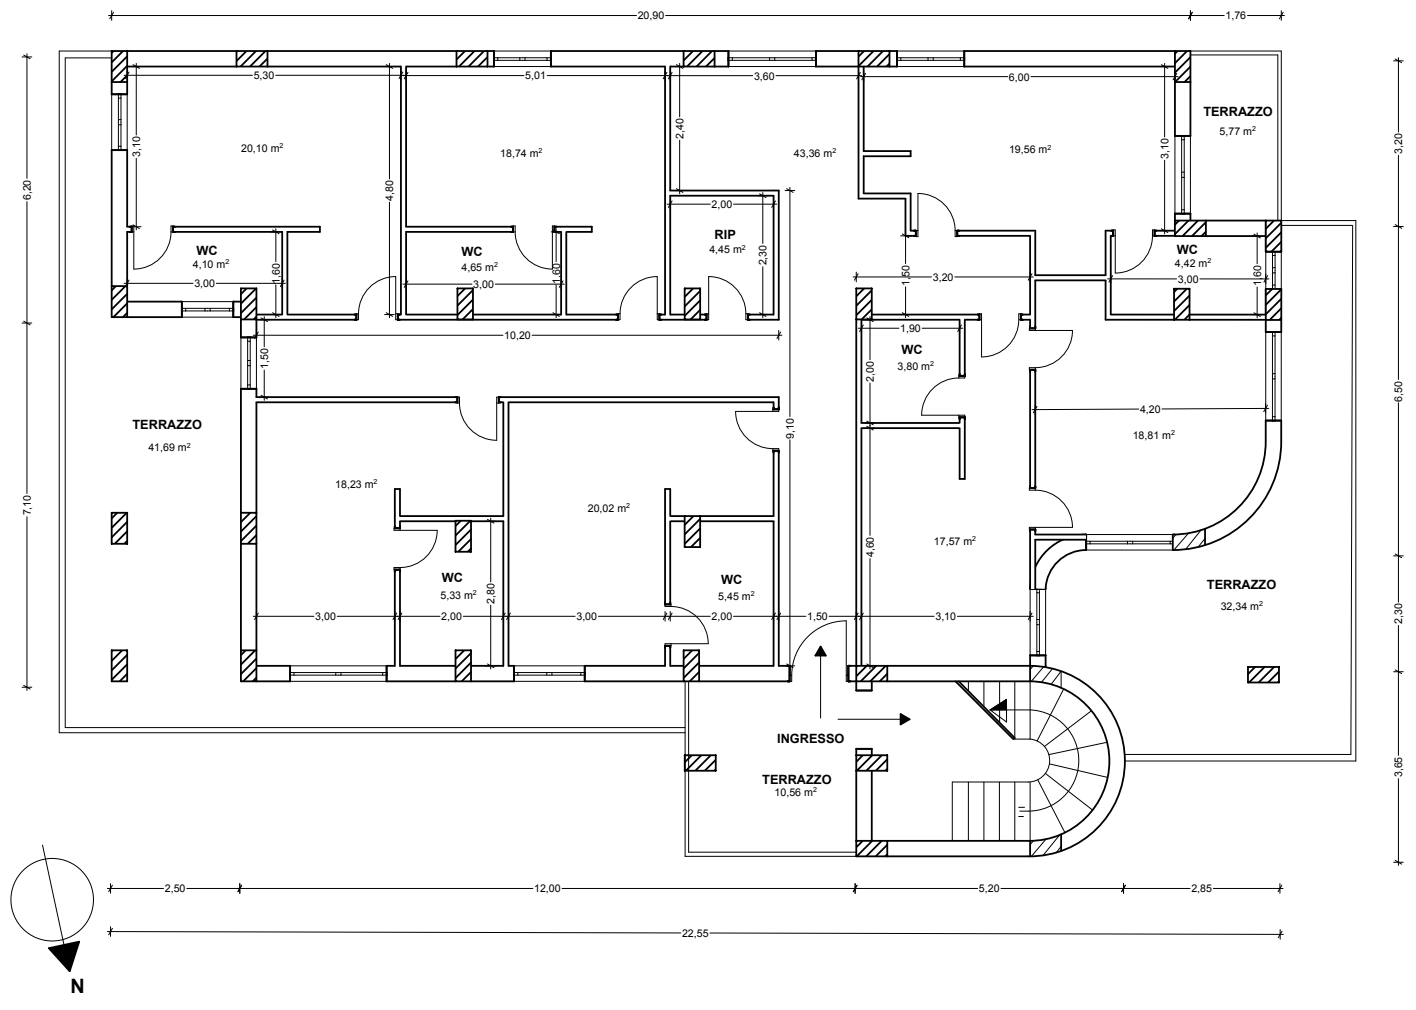 20,90
1,76
5,30
5,01
3,60
6,00
3,10
4,80
2,40
3,10
3,20
6,20
TERRAZZO
5,77 m²
20,10 m²
18,74 m²
43,36 m²
19,56 m²
2,00
RIP
4,45 m²
2,30
WC
4,10 m²
3,00
1,60
WC
4,65 m²
3,00
1,60
WC
4,42 m²
3,00
1,60
1,50
3,20
10,20
1,50
1,90
WC
3,80 m²
2,00
4,20
18,81 m²
6,50
TERRAZZO
41,69 m²
9,10
7,10
18,23 m²
20,02 m²
4,60
17,57 m²
WC
5,33 m²
2,80
WC
5,45 m²
TERRAZZO
32,34 m²
3,00
2,00
3,00
2,00
1,50
3,10
2,30
INGRESSO
TERRAZZO
10,56 m²
3,65
2,50
12,00
5,20
2,85
22,55
N